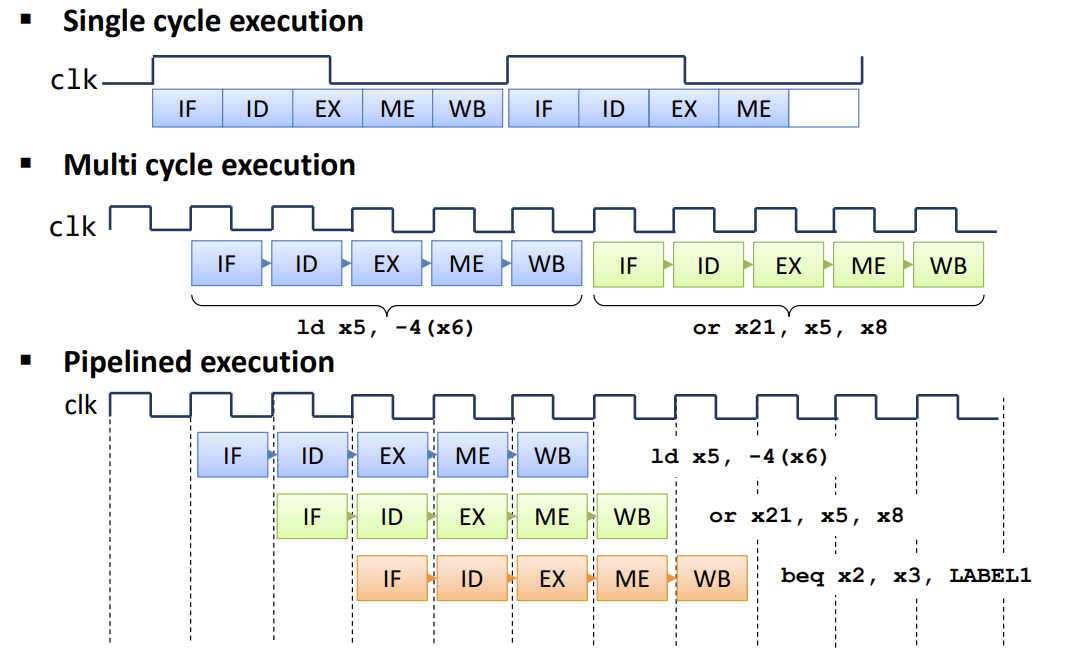 ▪ Single cycle execution
clk
IF ID EX ME WB IF ID EX ME
▪ Multi cycle execution
clk
IF ID EX ME WB IF ID EX ME WB
ld x5, -4(x6) or x21, x5, x8
▪ Pipelined execution
clk
IF ID EX ME WB ld x5, -4(x6)
IF ID EX ME WB or x21, x5, x8
IF ID EX ME WB beq x2, x3, LABEL1